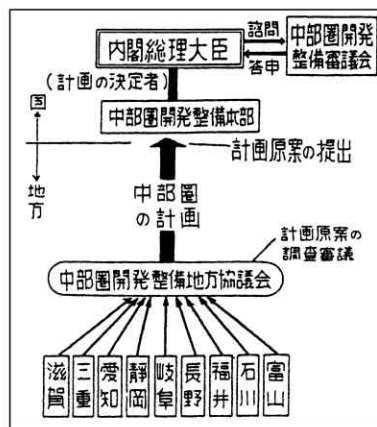 内閣総理大臣
諮問
答申
中部圏開発
整備審議会
(計画の決定者)
中部圏開発整備本部
国
地方
計画原案の提出
中部圏
の計画
計画原案の
調査審議
中部圏開発整備地方協議会
滋賀
三重
愛知
静岡
岐阜
長野
福井
石川
富山